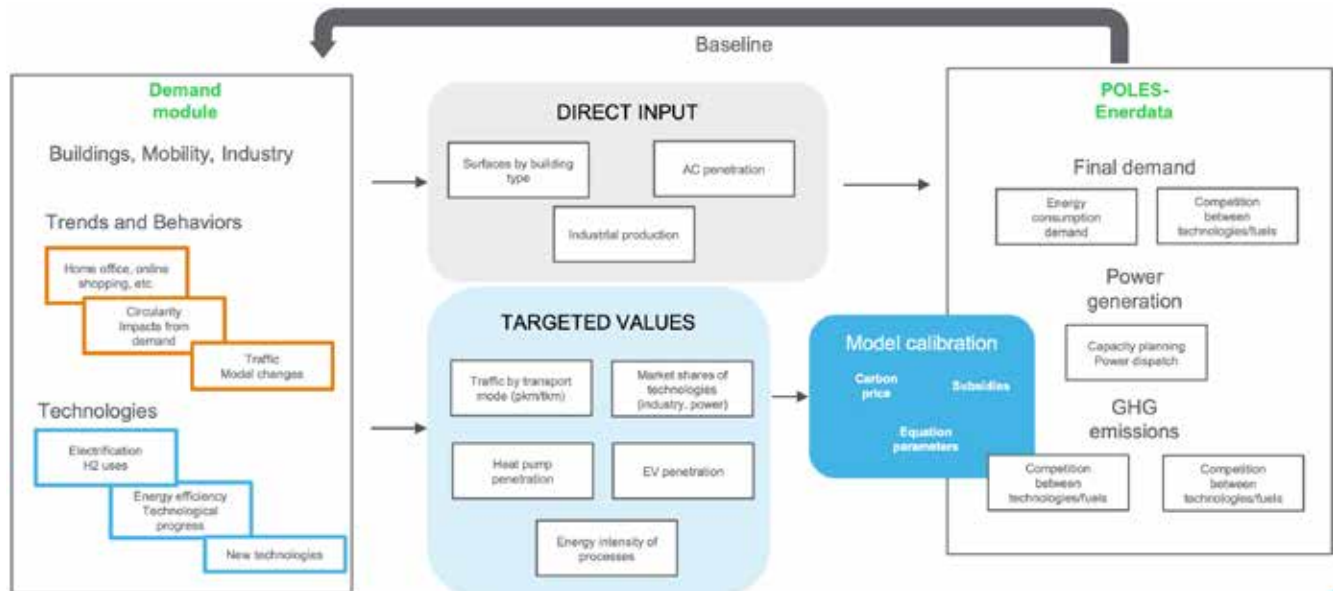 Baseline
Demand
module
Buildings, Mobility, Industry
Trends and Behaviors
Home office, online
shopping, etc.
Circularity
Impacts from
demand
Traffic
Modal changes
Technologies
Electrification
H2 uses
Energy efficiency
Technological
progress
New technologies
DIRECT INPUT
Surfaces by building
type
AC penetration
Industrial production
TARGETED VALUES
Traffic by transport
mode (pkm/tkm)
Market shares of
technologies
(industry, power)
Heat pump
penetration
EV penetration
Energy intensity of
processes
Model calibration
Carbon
price
Subsidies
Equation
parameters
POLES-
Enerdata
Final demand
Energy
consumption
demand
Competition
between
technologies/fuels
Power
generation
Capacity planning
Power dispatch
GHG
emissions
Competition
between
technologies/fuels
Competition
between
technologies/fuels